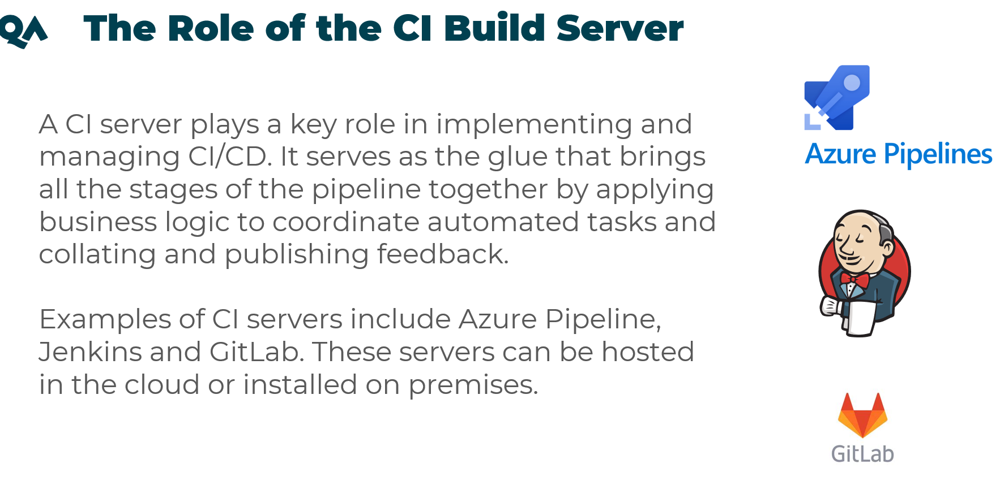 QA
The Role of the CI Build Server
A CI server plays a key role in implementing and
managing CI/CD. It serves as the glue that brings
all the stages of the pipeline together by applying
business logic to coordinate automated tasks and
collating and publishing feedback.
Examples of CI servers include Azure Pipeline,
Jenkins and GitLab. These servers can be hosted
in the cloud or installed on premises.
Azure Pipelines
GitLab